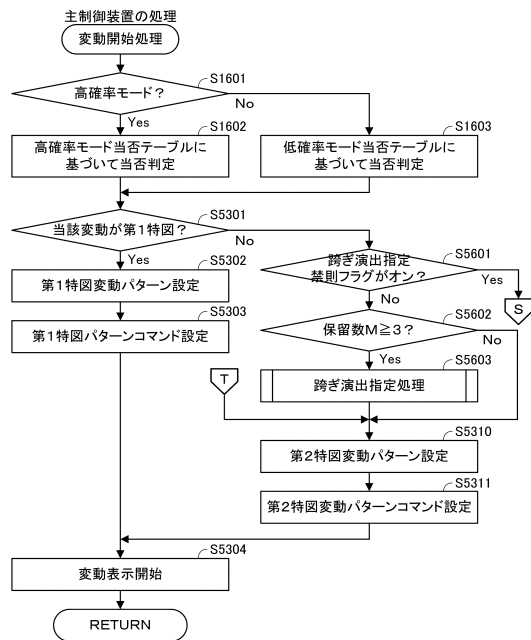 主制御装置の処理
変動開始処理
S1601
高確率モード?
No
Yes
S1602
高確率モード当否テーブルに
基づいて当否判定
S1603
低確率モード当否テーブルに
基づいて当否判定
S5301
当該変動が第1特図?
No
Yes
S5302
第1特図変動パターン設定
S5303
第1特図パターンコマンド設定
S5601
跨ぎ演出指定
禁則フラグがオン?
Yes
S
No
S5602
保留数M≧3?
No
Yes
S5603
跨ぎ演出指定処理
T
S5310
第2特図変動パターン設定
S5311
第2特図変動パターンコマンド設定
S5304
変動表示開始
RETURN